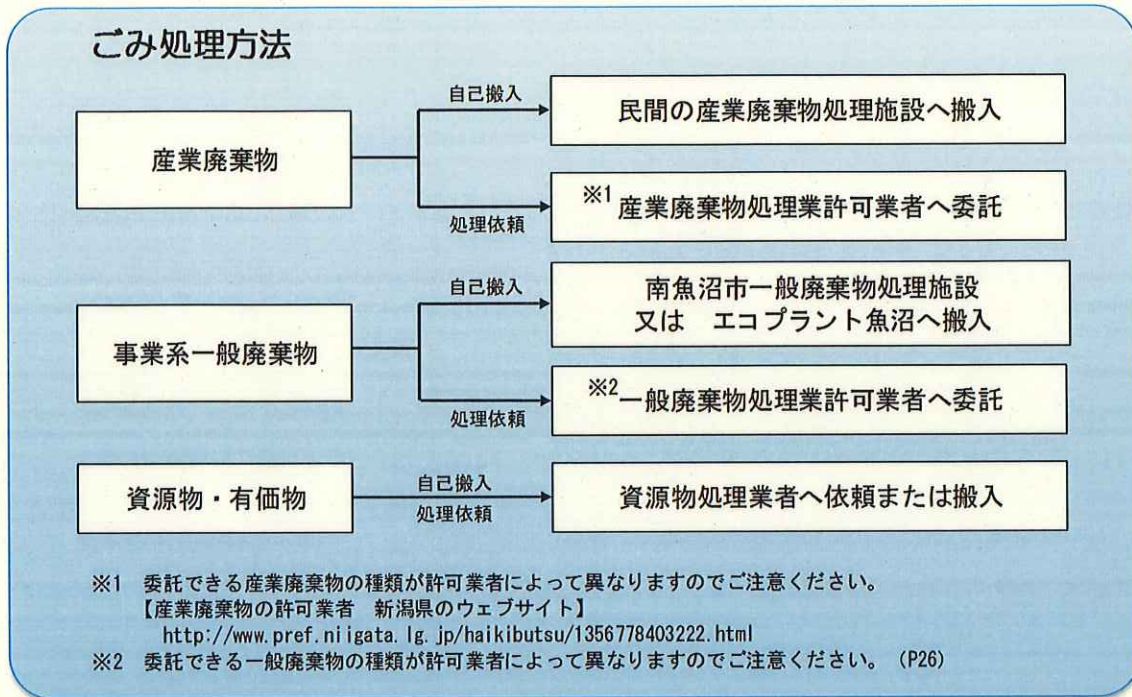 ごみ処理方法
産業廃棄物
自己搬入
民間の産業廃棄物処理施設へ搬入
処理依頼
※1 産業廃棄物処理業許可業者へ委託
事業系一般廃棄物
自己搬入
南魚沼市一般廃棄物処理施設
又は　エコプラント魚沼へ搬入
処理依頼
※2 一般廃棄物処理業許可業者へ委託
資源物・有価物
自己搬入
処理依頼
資源物処理業者へ依頼または搬入
※1　委託できる産業廃棄物の種類が許可業者によって異なりますのでご注意ください。
【産業廃棄物の許可業者　新潟県のウェブサイト】
http://www.pref.niigata.lg.jp/haikibutsu/1356778403222.html
※2　委託できる一般廃棄物の種類が許可業者によって異なりますのでご注意ください。（P26）